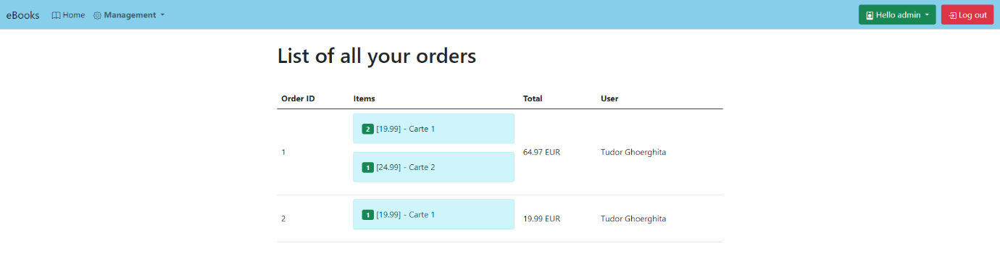 eBooks Home Management Hello admin Log out
List of all your orders
Order ID Items Total User
1 2 [19.99] - Carte 1 64.97 EUR Tudor Ghoerghita
1 [24.99] - Carte 2
2 1 [19.99] - Carte 1 19.99 EUR Tudor Ghoerghita